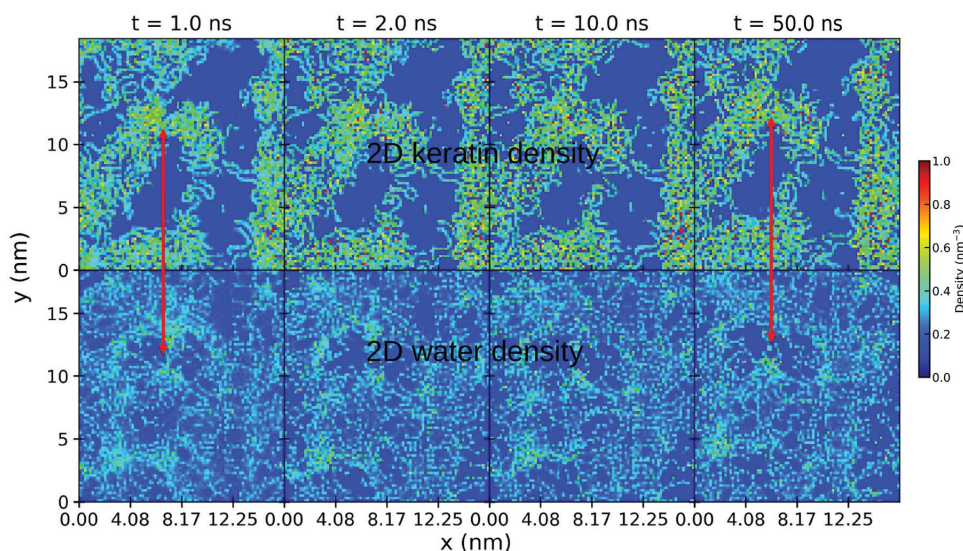 t = 1.0 ns t = 2.0 ns t = 10.0 ns t = 50.0 ns
15
10
5
0
2D keratin density
y (nm)
15
10
5
0
2D water density
0.00 4.08 8.17 12.25 0.00 4.08 8.17 12.25 0.00 4.08 8.17 12.25 0.00 4.08 8.17 12.25
x (nm)
1.0
0.8
0.6
0.4
0.2
0.0
Density (nm⁻³)